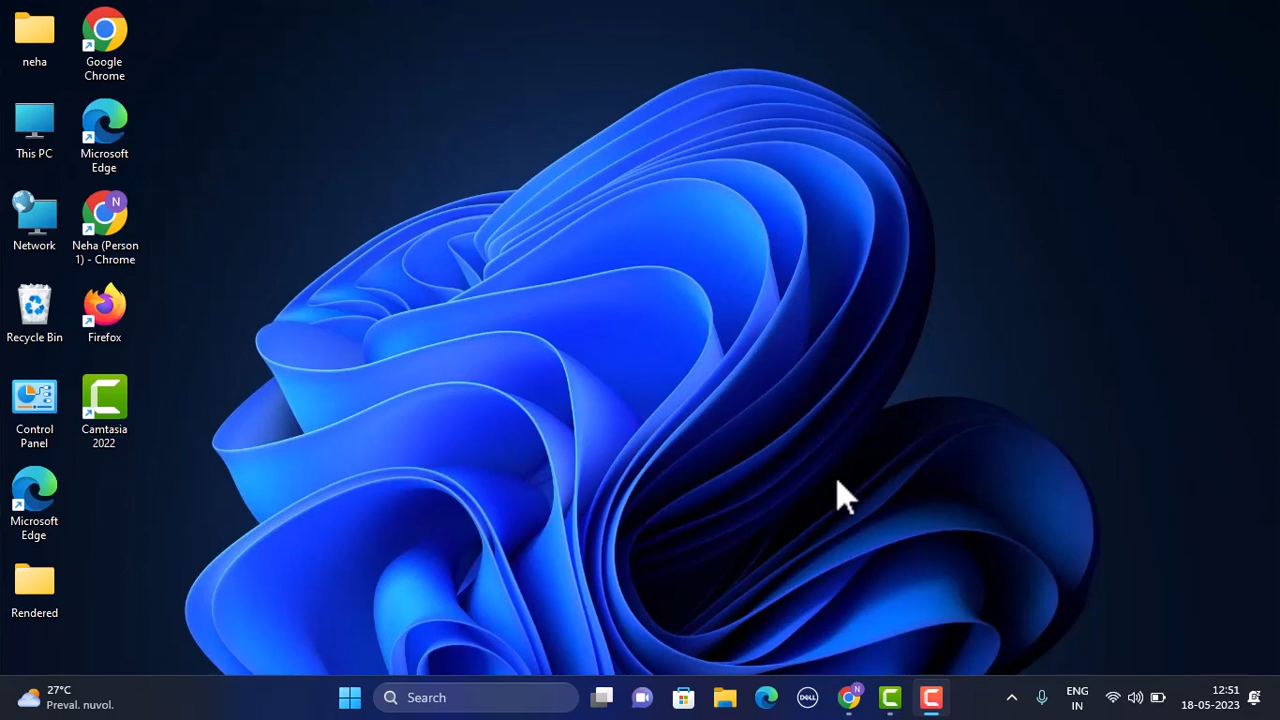 neha
Google
Chrome
This PC
Microsoft
Edge
N
Network
Neha (Person
1) - Chrome
Recycle Bin
Firefox
Control
Panel
Camtasia
2022
Microsoft
Edge
Rendered
27°C
Preval. nuvol.
Search
DELL
N
ENG
IN
12:51
18-05-2023